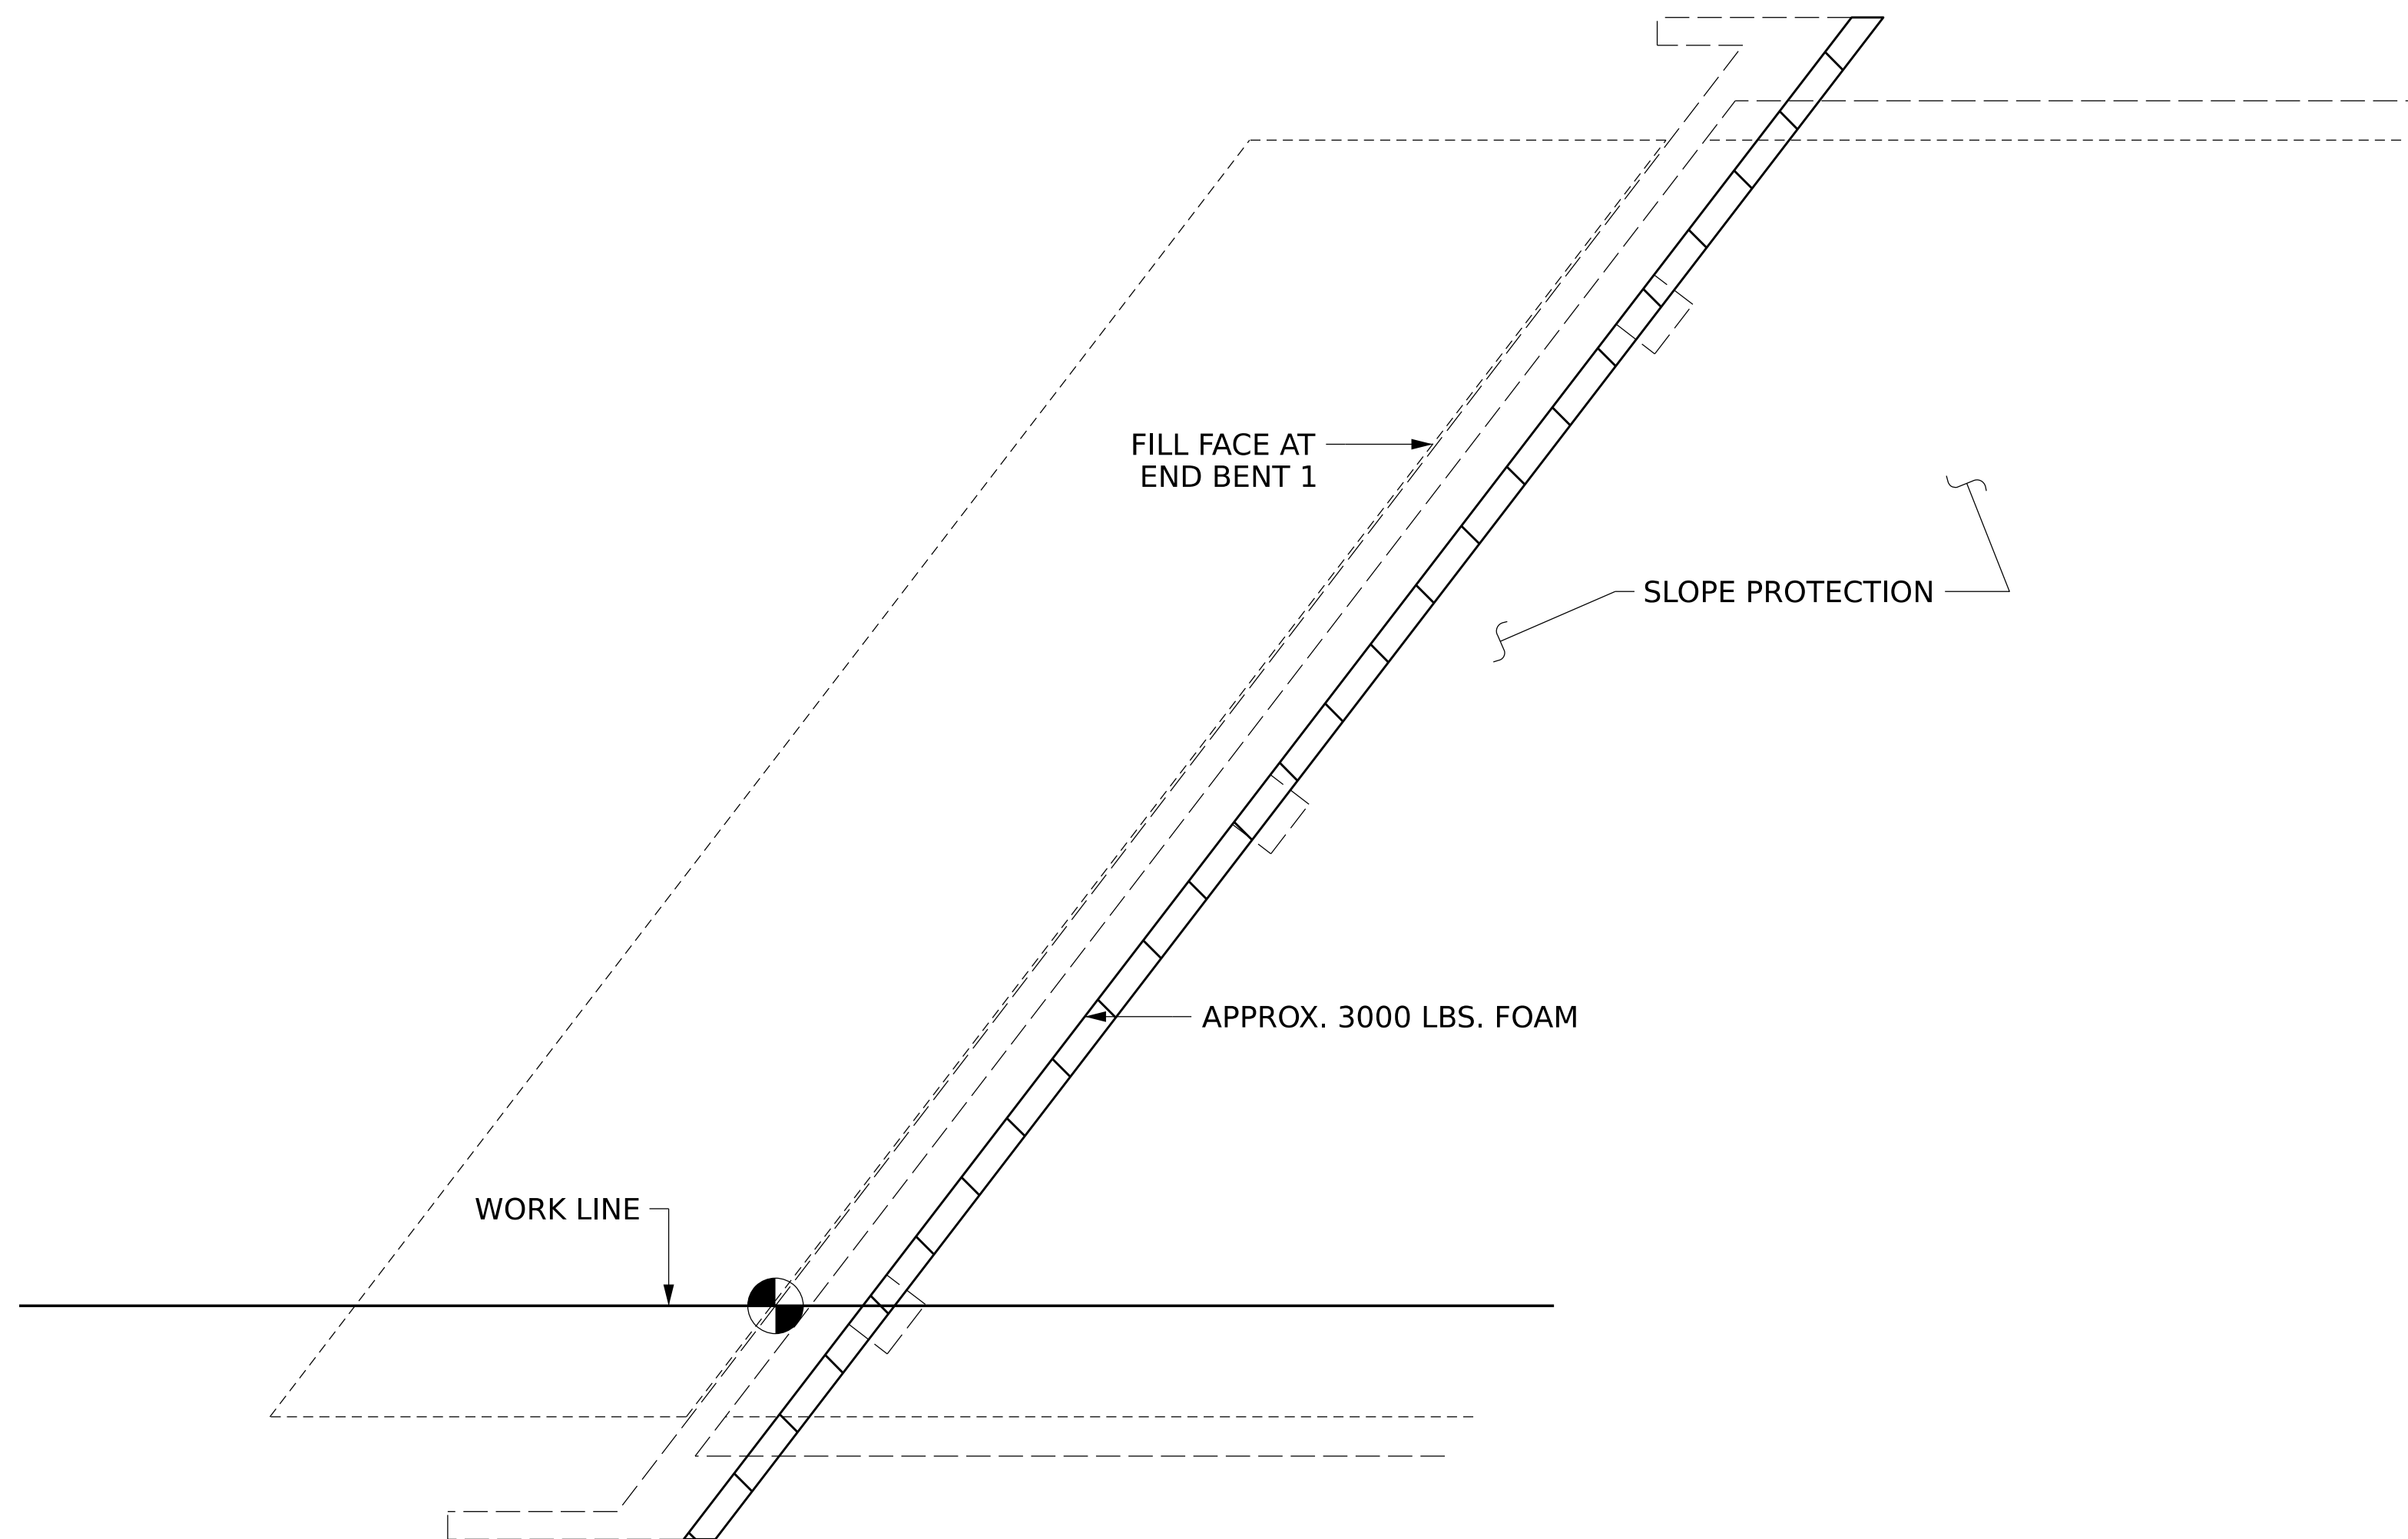 FILL FACE AT
END BENT 1
SLOPE PROTECTION
APPROX. 3000 LBS. FOAM
WORK LINE